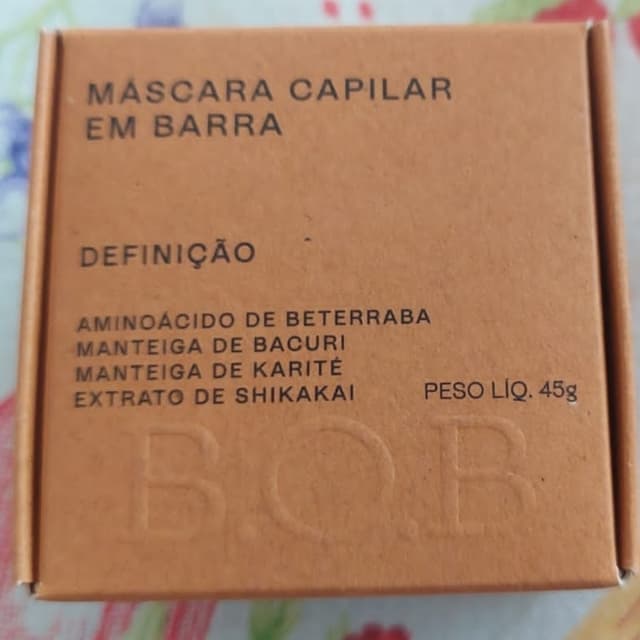 MÁSCARA CAPILAR
EM BARRA
DEFINIÇÃO
AMINOÁCIDO DE BETERRABA
MANTEIGA DE BACURI
MANTEIGA DE KARITÉ
EXTRATO DE SHIKAKAI
PESO LÍQ. 45g
B.O.B